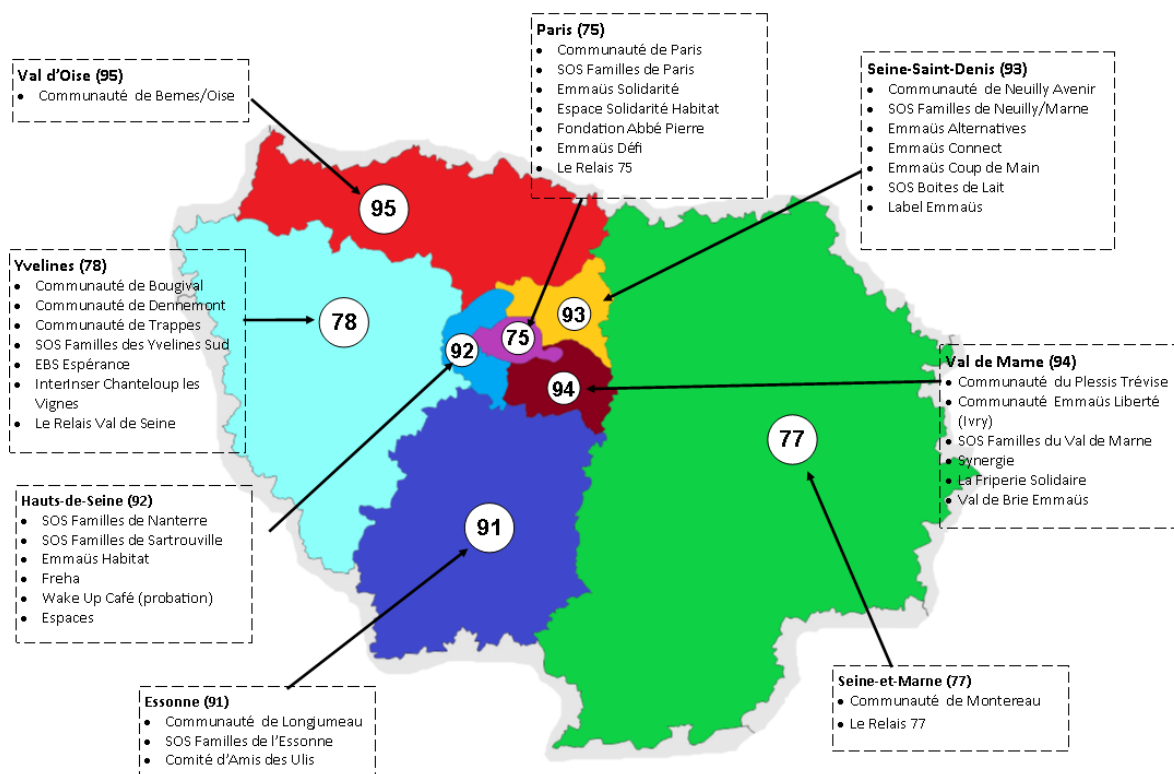 Paris (75)
• Communauté de Paris
• SOS Familles de Paris
• Emmaüs Solidarité
• Espace Solidarité Habitat
• Fondation Abbé Pierre
• Emmaüs Défi
• Le Relais 75
Val d'Oise (95)
• Communauté de Bernes/Oise
Seine-Saint-Denis (93)
• Communauté de Neuilly Avenir
• SOS Familles de Neuilly/Marne
• Emmaüs Alternatives
• Emmaüs Connect
• Emmaüs Coup de Main
• SOS Boites de Lait
• Label Emmaüs
95
Yvelines (78)
• Communauté de Bougival
• Communauté de Dennemont
• Communauté de Trappes
• SOS Familles des Yvelines Sud
• EBS Espérance
• InterInser Chanteloup les
Vignes
• Le Relais Val de Seine
78
92
75
93
94
77
91
Val de Marne (94)
• Communauté du Plessis Trévise
• Communauté Emmaüs Liberté
(Ivry)
• SOS Familles du Val de Marne
• Synergie
• La Friperie Solidaire
• Val de Brie Emmaüs
Hauts-de-Seine (92)
• SOS Familles de Nanterre
• SOS Familles de Sartrouville
• Emmaüs Habitat
• Freha
• Wake Up Café (probation)
• Espaces
Essonne (91)
• Communauté de Longjumeau
• SOS Familles de l'Essonne
• Comité d'Amis des Ulis
Seine-et-Marne (77)
• Communauté de Montereau
• Le Relais 77